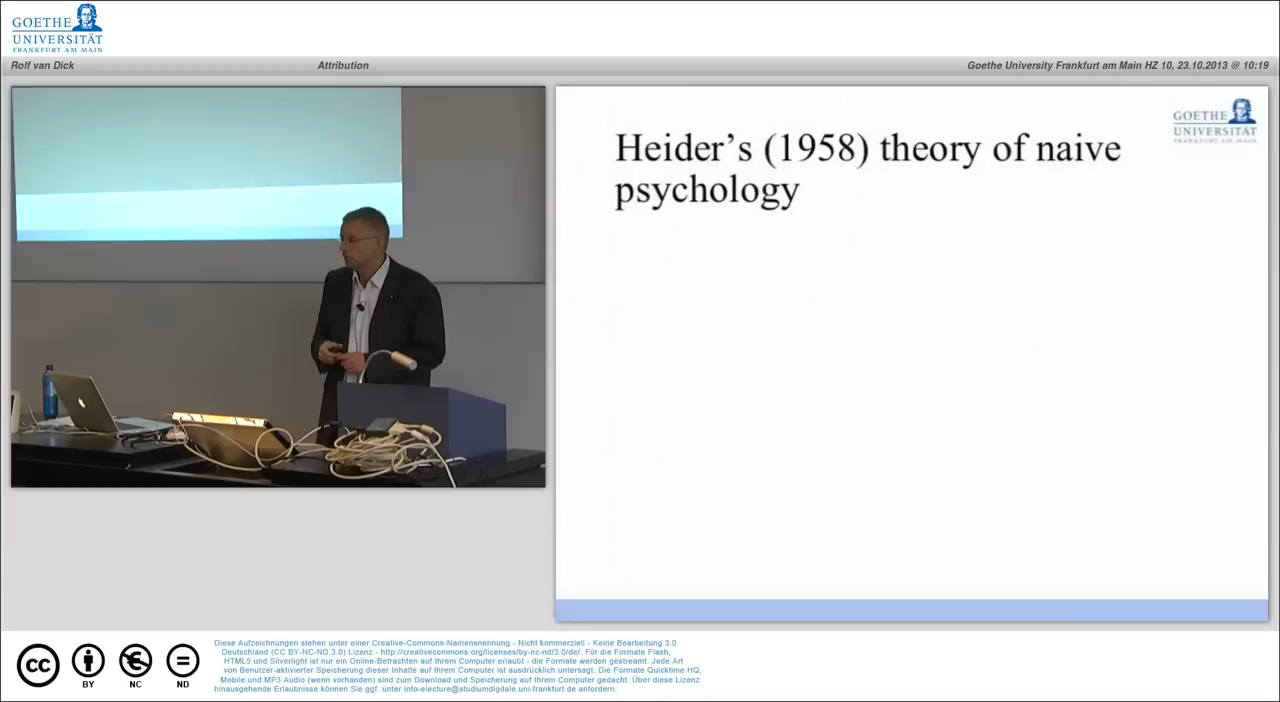 GOETHE
UNIVERSITÄT
FRANKFURT AM MAIN
Rolf van Dick
Attribution
Goethe University Frankfurt am Main HZ 10, 23.10.2013 @ 10:19
GOETHE
UNIVERSITÄT
FRANKFURT AM MAIN
Heider's (1958) theory of naive
psychology
cc
BY
NC
ND
Diese Aufzeichnungen stehen unter einer Creative-Commons-Namensnennung - Nicht kommerziell - Keine Bearbeitung 3.0
Deutschland (CC BY-NC-ND 3.0) Lizenz - http://creativecommons.org/licenses/by-nc-nd/3.0/de/. Für die Formate Flash,
HTML5 und Silverlight ist nur ein Online-Betrachten auf Ihrem Computer erlaubt - die Formate werden gestreamt. Jede Art
von Benutzer-aktivierter Speicherung dieser Inhalte auf Ihrem Computer ist ausdrücklich untersagt. Die Formate Quicktime HQ,
Mobile und MP3 Audio (wenn vorhanden) sind zum Download und Speicherung auf Ihrem Computer gedacht. Über diese Lizenz
hinausgehende Erlaubnisse können Sie ggf. unter info-electure@studiumdigitale.uni-frankfurt.de anfordern.